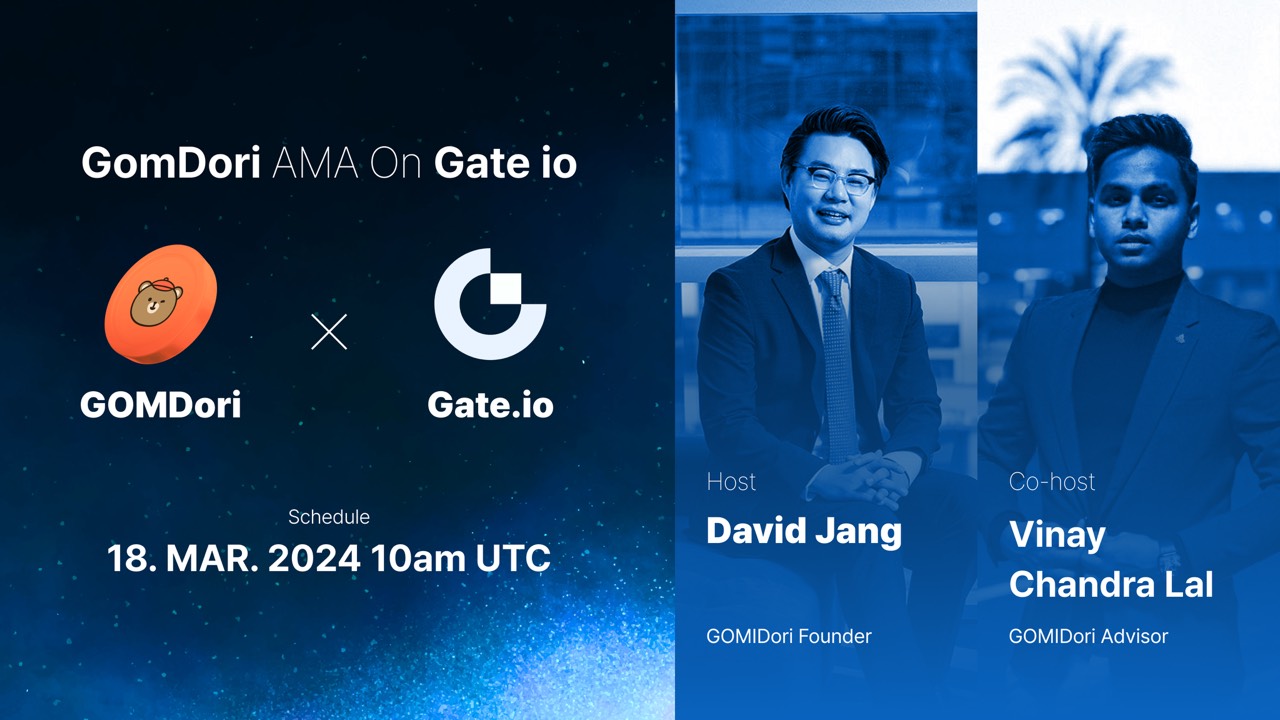 GomDori AMA On Gate io
GOMDori
Gate.io
Schedule
18. MAR. 2024 10am UTC
Host
David Jang
GOMIDori Founder
Co-host
Vinay
Chandra Lal
GOMIDori Advisor